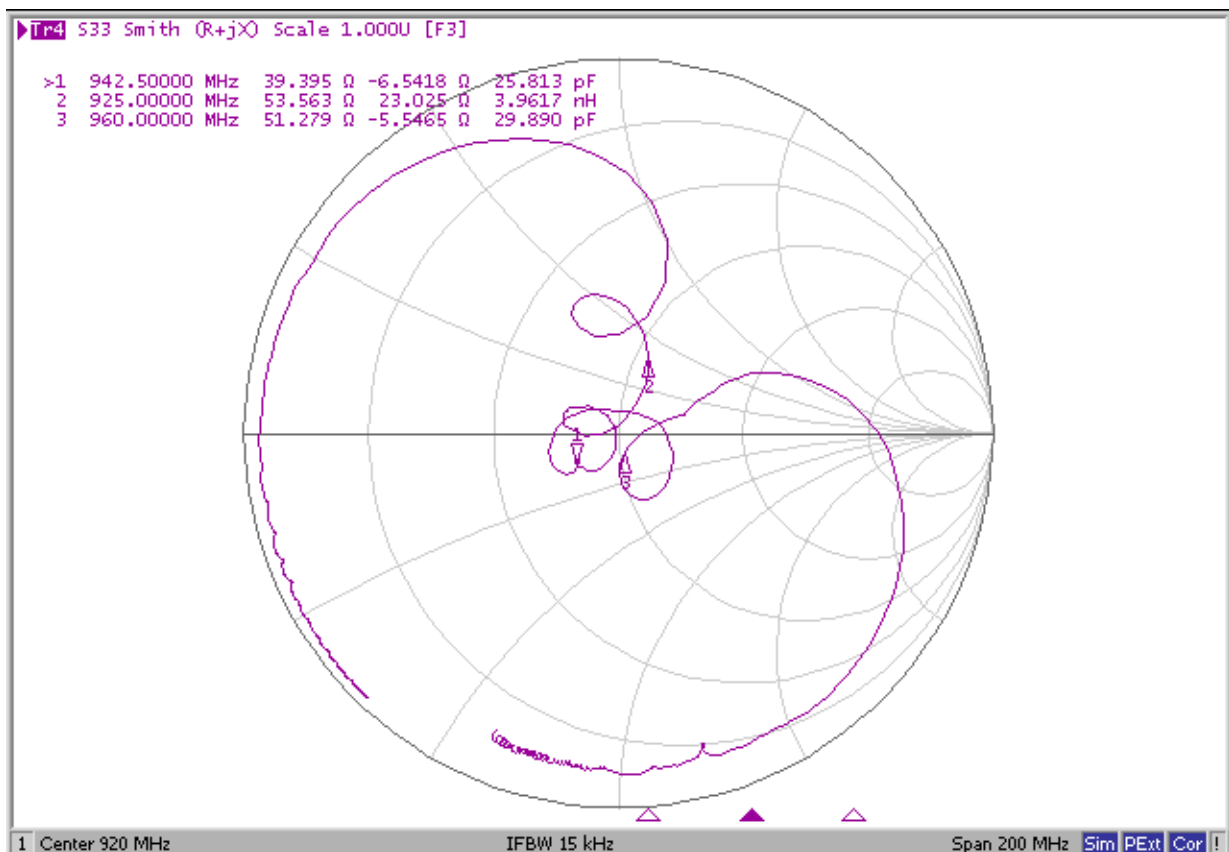 Tr4 S33 Smith (R+jX) Scale 1.000U [F3]
>1 942.50000 MHz 39.395 Ω -6.5418 Ω 25.813 pF
2 925.00000 MHz 53.563 Ω 23.025 Ω 3.9617 nH
3 960.00000 MHz 51.279 Ω -5.5465 Ω 29.890 pF
2
1
3
1 Center 920 MHz IFBW 15 kHz Span 200 MHz Sim PExt Cor !